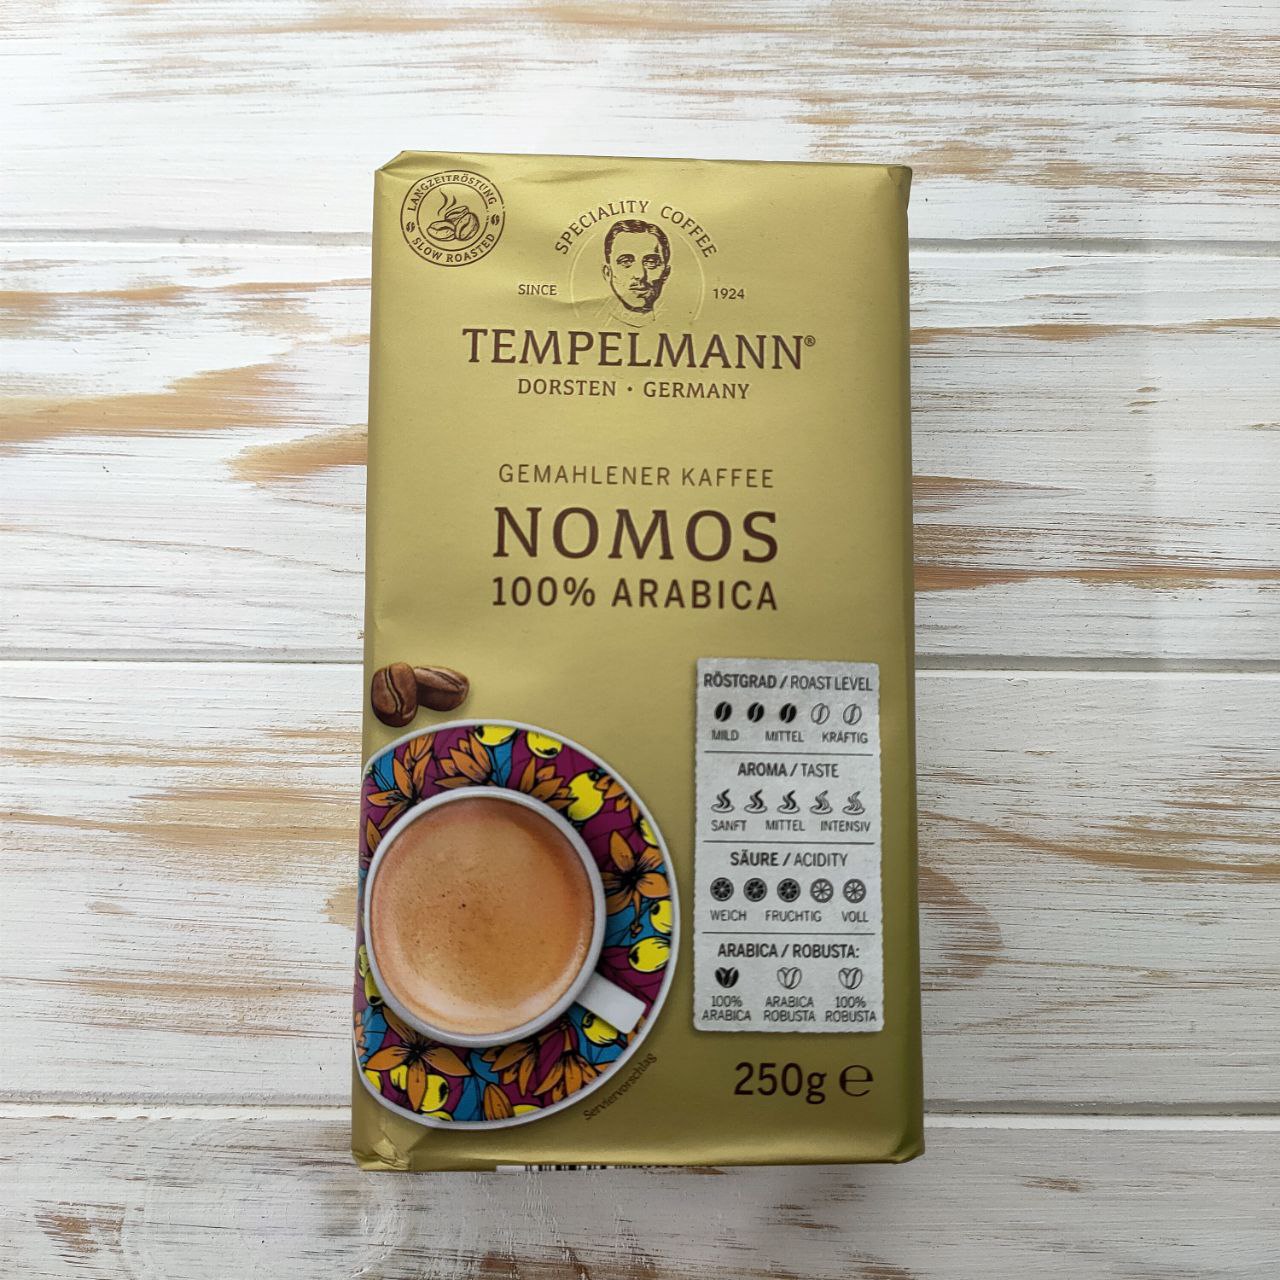 LANGZEITRÖSTUNG
SLOW ROASTED
SPECIALITY COFFEE
SINCE 1924
TEMPELMANN®
DORSTEN · GERMANY
GEMAHLENER KAFFEE
NOMOS
100% ARABICA
RÖSTGRAD / ROAST LEVEL
MILD MITTEL KRÄFTIG
AROMA / TASTE
SANFT MITTEL INTENSIV
SÄURE / ACIDITY
WEICH FRUCHTIG VOLL
ARABICA / ROBUSTA:
100% ARABICA 100%
ARABICA ROBUSTA ROBUSTA
Serviervorschlag
250g ℮